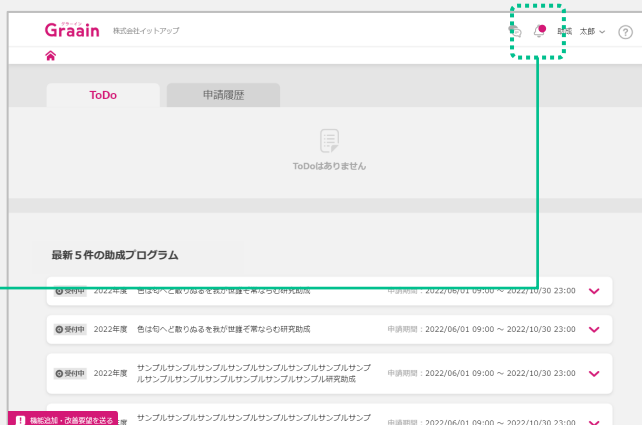 グラーイン
Graain 株式会社イットアップ 助成 太郎
ToDo 申請履歴
ToDoはありません
最新5件の助成プログラム
受付中 2022年度 色は匂へど散りぬるを我が世誰ぞ常ならむ研究助成 申請期間:2022/06/01 09:00 ~ 2022/10/30 23:00
受付中 2022年度 色は匂へど散りぬるを我が世誰ぞ常ならむ研究助成 申請期間:2022/06/01 09:00 ~ 2022/10/30 23:00
受付中 2022年度 サンプルサンプルサンプルサンプルサンプルサンプルサンプルサンプ
ルサンプルサンプルサンプルサンプルサンプルサンプル研究助成 申請期間:2022/06/01 09:00 ~ 2022/10/30 23:00
機能追加・改善要望を送る 度 サンプルサンプルサンプルサンプルサンプルサンプルサンプルサンプ 申請期間:2022/06/01 09:00 ~ 2022/10/30 23:00